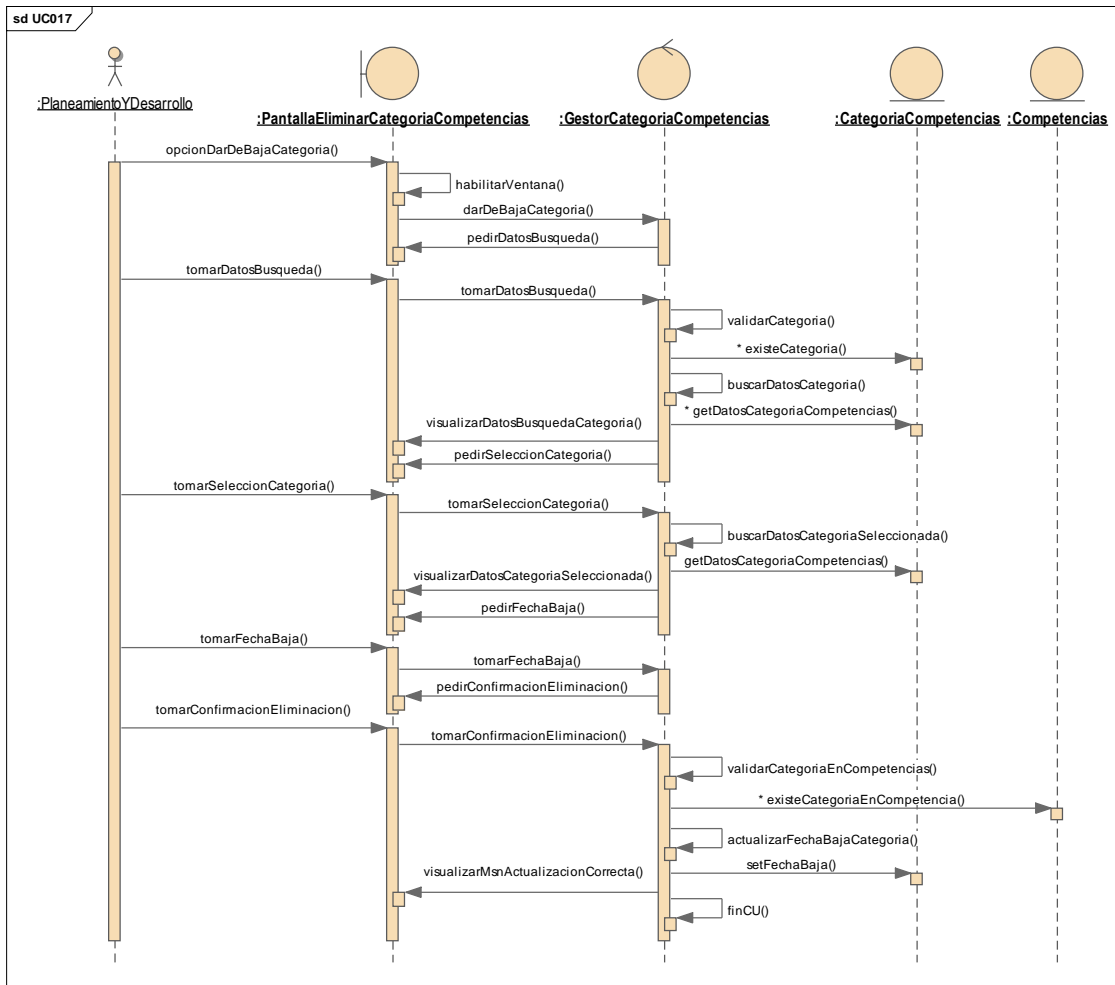 sd UC017
:PlaneamientoYDesarrollo
:PantallaEliminarCategoriaCompetencias
:GestorCategoriaCompetencias
:CategoriaCompetencias
:Competencias
opcionDarDeBajaCategoria()
habilitarVentana()
darDeBajaCategoria()
pedirDatosBusqueda()
tomarDatosBusqueda()
tomarDatosBusqueda()
validarCategoria()
* existeCategoria()
buscarDatosCategoria()
* getDatosCategoriaCompetencias()
visualizarDatosBusquedaCategoria()
pedirSeleccionCategoria()
tomarSeleccionCategoria()
tomarSeleccionCategoria()
buscarDatosCategoriaSeleccionada()
getDatosCategoriaCompetencias()
visualizarDatosCategoriaSeleccionada()
pedirFechaBaja()
tomarFechaBaja()
tomarFechaBaja()
pedirConfirmacionEliminacion()
tomarConfirmacionEliminacion()
tomarConfirmacionEliminacion()
validarCategoriaEnCompetencias()
* existeCategoriaEnCompetencia()
actualizarFechaBajaCategoria()
setFechaBaja()
visualizarMsnActualizacionCorrecta()
finCU()